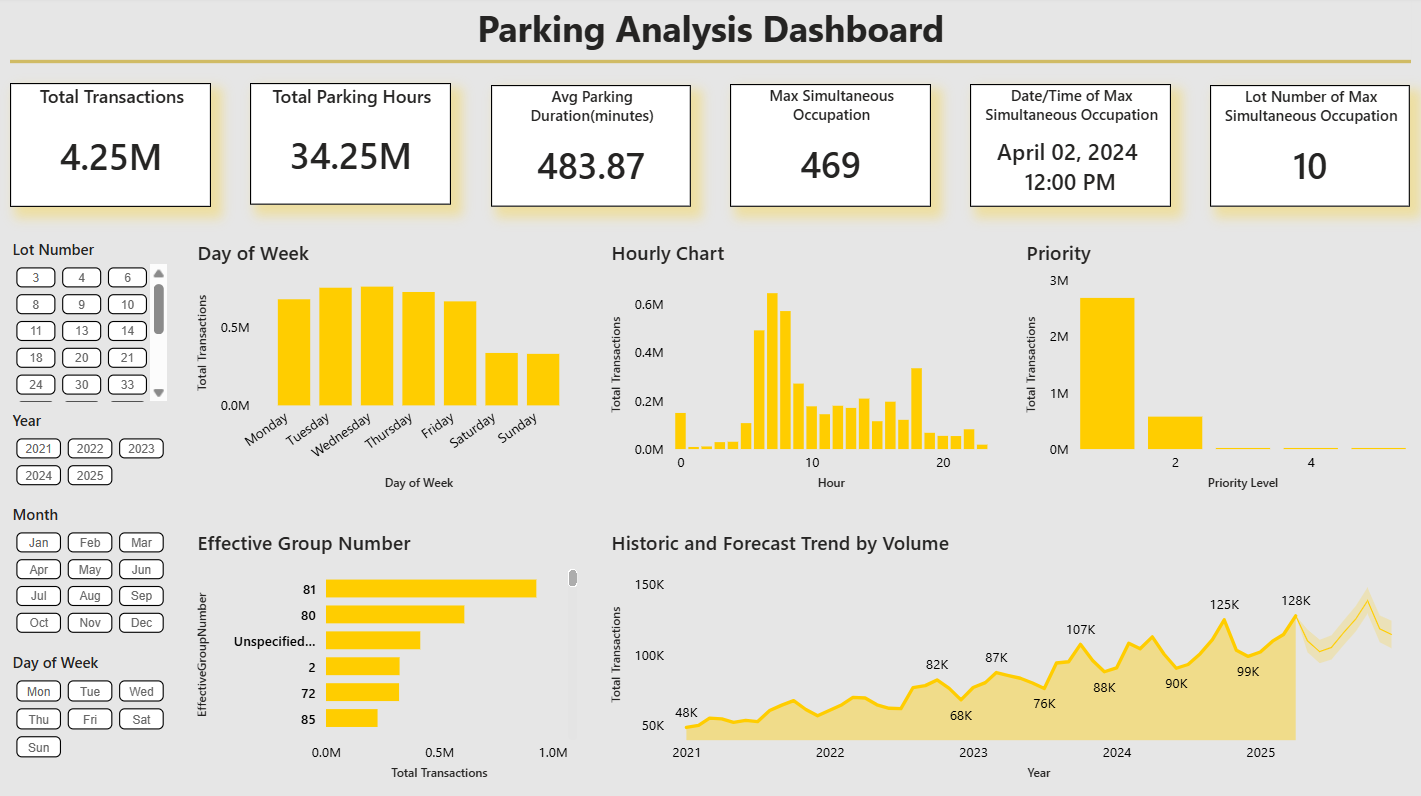 Parking Analysis Dashboard
Total Transactions
4.25M
Total Parking Hours
34.25M
Avg Parking
Duration(minutes)
483.87
Max Simultaneous
Occupation
469
Date/Time of Max
Simultaneous Occupation
April 02, 2024
12:00 PM
Lot Number of Max
Simultaneous Occupation
10
Lot Number
3 4 6
8 9 10
11 13 14
18 20 21
24 30 33
Year
2021 2022 2023
2024 2025
Month
Jan Feb Mar
Apr May Jun
Jul Aug Sep
Oct Nov Dec
Day of Week
Mon Tue Wed
Thu Fri Sat
Sun
Day of Week
Total Transactions
0.5M
0.0M
Monday Tuesday Wednesday Thursday Friday Saturday Sunday
Day of Week
Hourly Chart
Total Transactions
0.6M
0.4M
0.2M
0.0M
0 10 20
Hour
Priority
Total Transactions
3M
2M
1M
0M
2 4
Priority Level
Effective Group Number
EffectiveGroupNumber
81
80
Unspecified...
2
72
85
0.0M 0.5M 1.0M
Total Transactions
Historic and Forecast Trend by Volume
Total Transactions
150K
100K
50K
48K
82K
68K
87K
76K
107K
88K
90K
125K
99K
128K
2021 2022 2023 2024 2025
Year